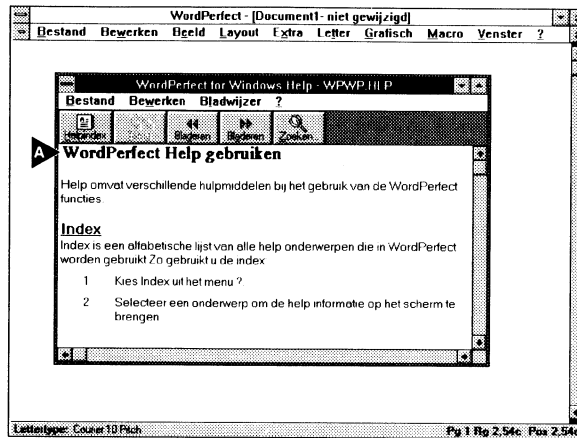 WordPerfect - [Document1- niet gewijzigd]
Bestand Bewerken Beeld Layout Extra Letter Grafisch Macro Venster ?
WordPerfect for Windows Help - WPWP.HLP
Bestand Bewerken Bladwijzer ?
Helpindex Bladeren Bladeren Zoeken
A
WordPerfect Help gebruiken
Help omvat verschillende hulpmiddelen bij het gebruik van de WordPerfect
functies
Index
Index is een alfabetische lijst van alle help onderwerpen die in WordPerfect
worden gebruikt Zo gebruikt u de index
1 Kies Index uit het menu ?
2 Selecteer een onderwerp om de help informatie op het scherm te
brengen
Lettertype: Courier 10 Pitch Pg 1 Rg 2,54c Pos 2,54c